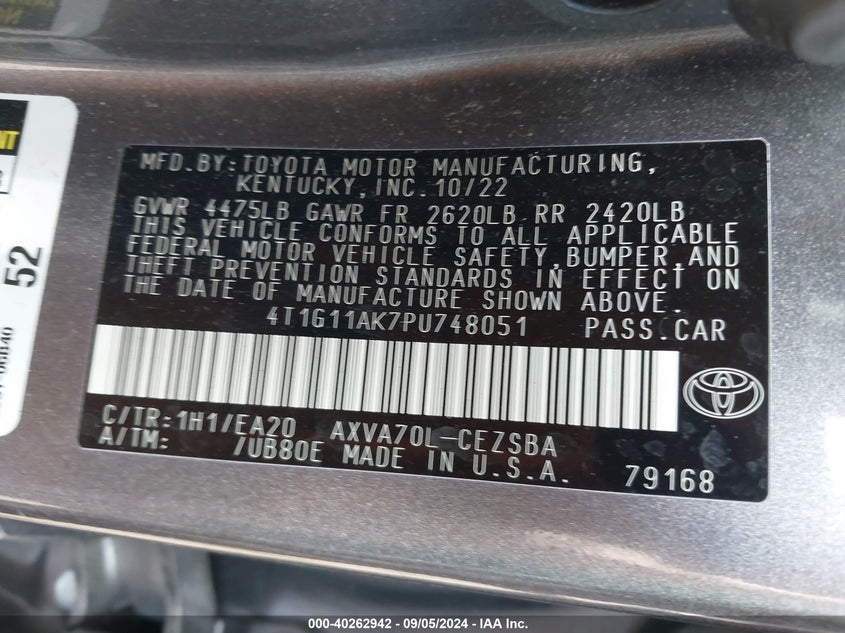 MFD.BY:TOYOTA MOTOR MANUFACTURING,
KENTUCKY,INC. 10/22
GVWR 4475LB GAWR FR 2620LB RR 2420LB
THIS VEHICLE CONFORMS TO ALL APPLICABLE
FEDERAL MOTOR VEHICLE SAFETY,BUMPER,AND
THEFT PREVENTION STANDARDS IN EFFECT ON
THE DATE OF MANUFACTURE SHOWN ABOVE.
4T1G11AK7PU748051 PASS.CAR
C/TR:1H1/EA20 AXVA70L-CEZSBA
A/TM: /UB80E MADE IN U.S.A. 79168
52
000-40262942 - 09/05/2024 - IAA Inc.